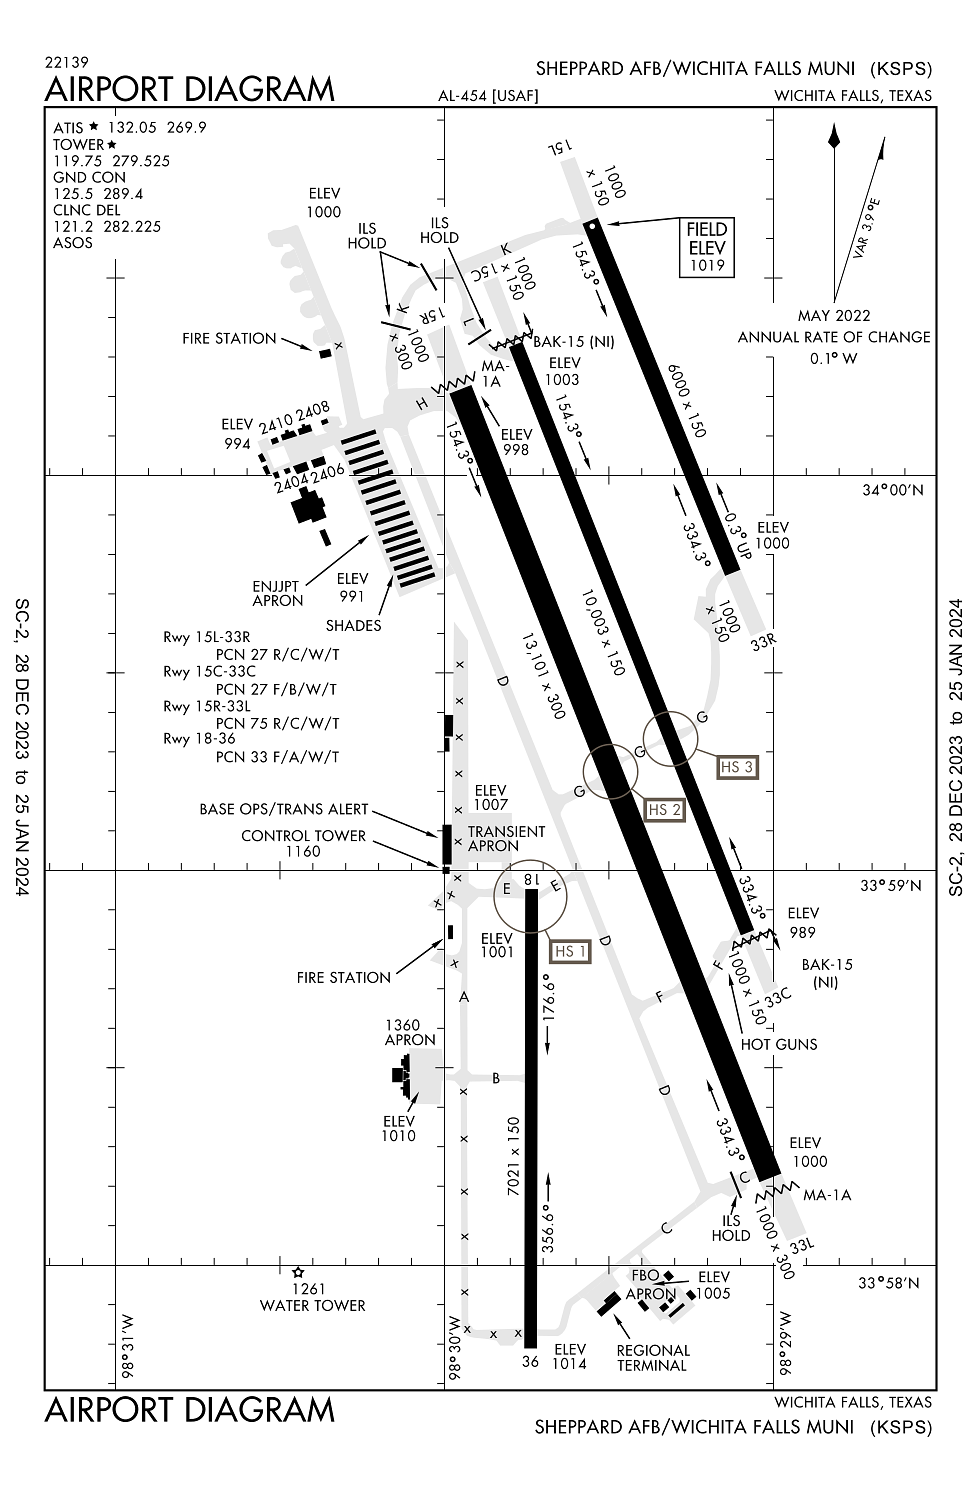 22139
AIRPORT DIAGRAM
SHEPPARD AFB/WICHITA FALLS MUNI (KSPS)
AL-454 [USAF]
WICHITA FALLS, TEXAS
ATIS ★ 132.05 269.9
TOWER ★
119.75 279.525
GND CON
125.5 289.4
CLNC DEL
121.2 282.225
ASOS
ELEV
1000
ILS
HOLD
ILS
HOLD
15L
1000
x 150
FIELD
ELEV
1019
VAR 3.9°E
MAY 2022
ANNUAL RATE OF CHANGE
0.1° W
K
15C
1000
x 150
154.3°
K
15R
L
1000
x 300
FIRE STATION
x
BAK-15 (NI)
MA-
1A
ELEV
1003
6000 x 150
H
ELEV
994
2410
2408
2404
2406
154.3°
ELEV
998
154.3°
34°00'N
334.3°
0.3° UP
ELEV
1000
ENJJPT
APRON
ELEV
991
SHADES
10,003 x 150
1000
x 150
33R
13,101 x 300
Rwy 15L-33R
PCN 27 R/C/W/T
Rwy 15C-33C
PCN 27 F/B/W/T
Rwy 15R-33L
PCN 75 R/C/W/T
Rwy 18-36
PCN 33 F/A/W/T
x
x
x
x
x
x
D
G
G
G
HS 3
HS 2
ELEV
1007
BASE OPS/TRANS ALERT
TRANSIENT
APRON
CONTROL TOWER
1160
33°59'N
x
x
x
E
18
E
334.3°
ELEV
989
ELEV
1001
HS 1
D
FIRE STATION
x
BAK-15
(NI)
F
1000 x 150
33C
A
176.6°
F
HOT GUNS
1360
APRON
B
x
D
ELEV
1010
7021 x 150
x
334.3°
ELEV
1000
x
C
MA-1A
356.6°
ILS
HOLD
C
1000 x 300
33L
x
33°58'N
1261
WATER TOWER
FBO
APRON
ELEV
1005
x
x
x
x
36
ELEV
1014
REGIONAL
TERMINAL
98°31'W
98°30'W
98°29'W
SC-2, 28 DEC 2023 to 25 JAN 2024
SC-2, 28 DEC 2023 to 25 JAN 2024
AIRPORT DIAGRAM
WICHITA FALLS, TEXAS
SHEPPARD AFB/WICHITA FALLS MUNI (KSPS)